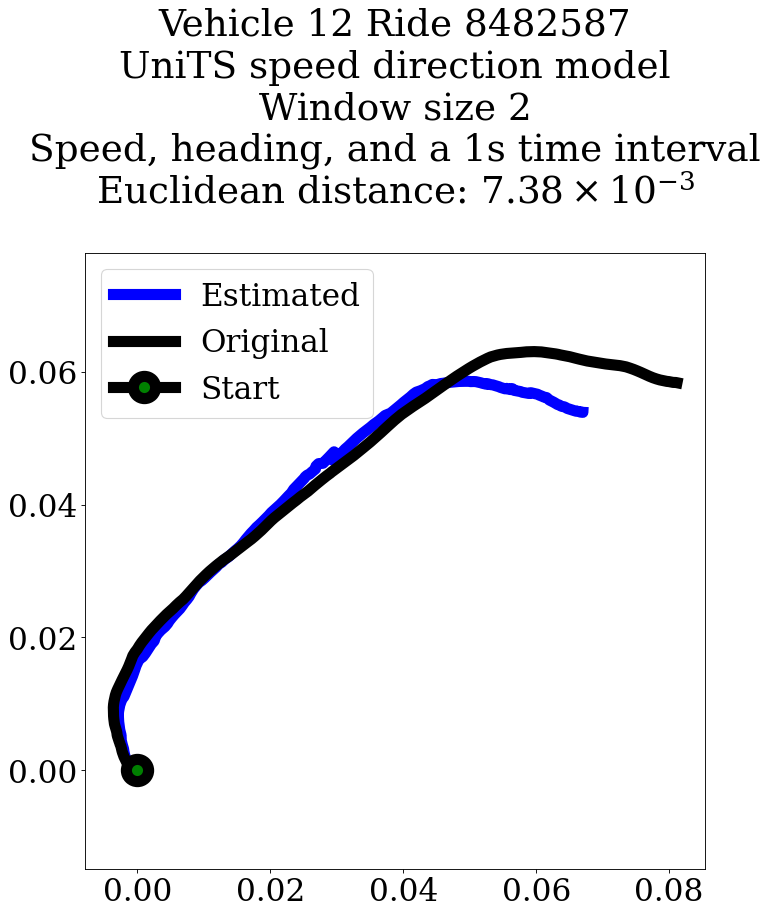 Vehicle 12 Ride 8482587
UniTS speed direction model
Window size 2
Speed, heading, and a 1s time interval
Euclidean distance: 7.38 × 10⁻³
Estimated
Original
Start
0.06
0.04
0.02
0.00
0.00 0.02 0.04 0.06 0.08